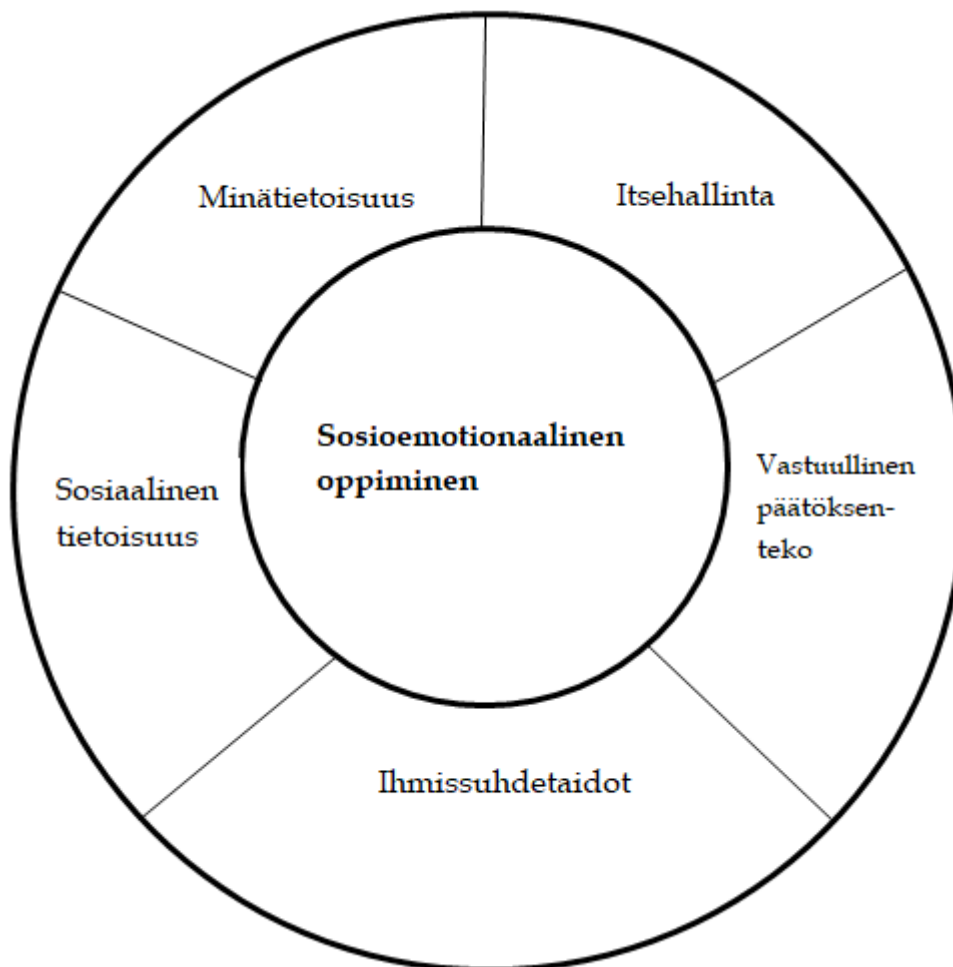 Minätietoisuus
Itsehallinta
Sosioemotionaalinen
oppiminen
Vastuullinen
päätöksen-
teko
Sosiaalinen
tietoisuus
Ihmissuhdetaidot